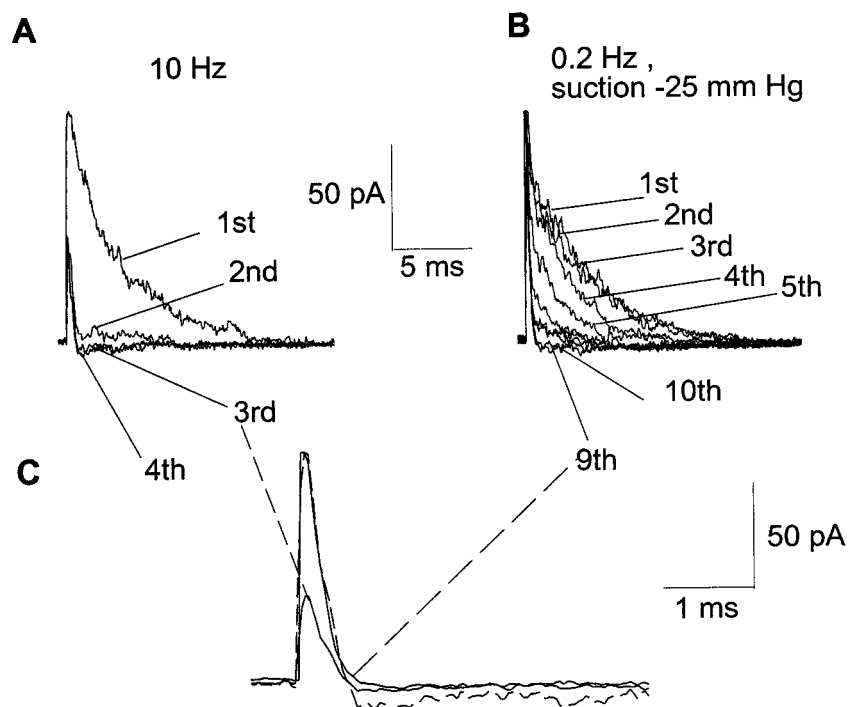 A
10 Hz
1st
2nd
3rd
4th
50 pA
5 ms
B
0.2 Hz ,
suction -25 mm Hg
1st
2nd
3rd
4th
5th
10th
9th
C
50 pA
1 ms